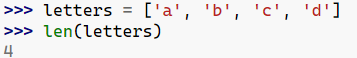 >>> letters = ['a', 'b', 'c', 'd']
>>> len(letters)
4